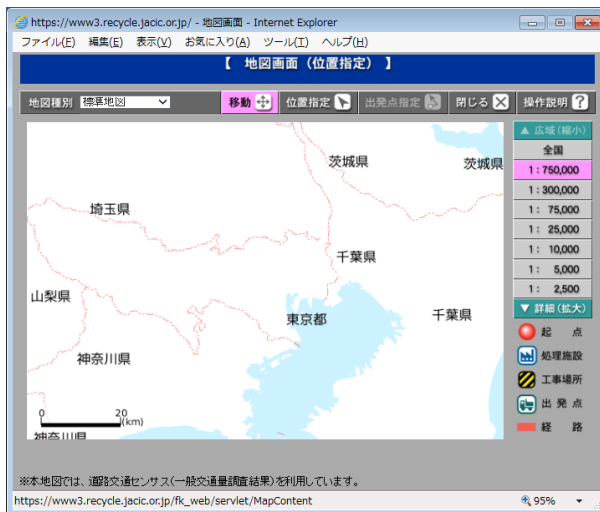 https://www3.recycle.jacic.or.jp/ - 地図画面 - Internet Explorer
ファイル(F) 編集(E) 表示(V) お気に入り(A) ツール(T) ヘルプ(H)
【 地図画面（位置指定） 】
地図種別 標準地図 移動 位置指定 出発点指定 閉じる 操作説明 ?
▲ 広域(縮小)
全国
1：750,000
1：300,000
1： 75,000
1： 25,000
1： 10,000
1： 5,000
1： 2,500
▼ 詳細(拡大)
起 点
処理施設
工事場所
出 発 点
経 路
茨城県
茨城県
埼玉県
千葉県
山梨県
東京都
千葉県
神奈川県
0 20
(km)
神奈川県
※本地図では、道路交通センサス(一般交通量調査結果)を利用しています。
https://www3.recycle.jacic.or.jp/fk_web/servlet/MapContent 95%